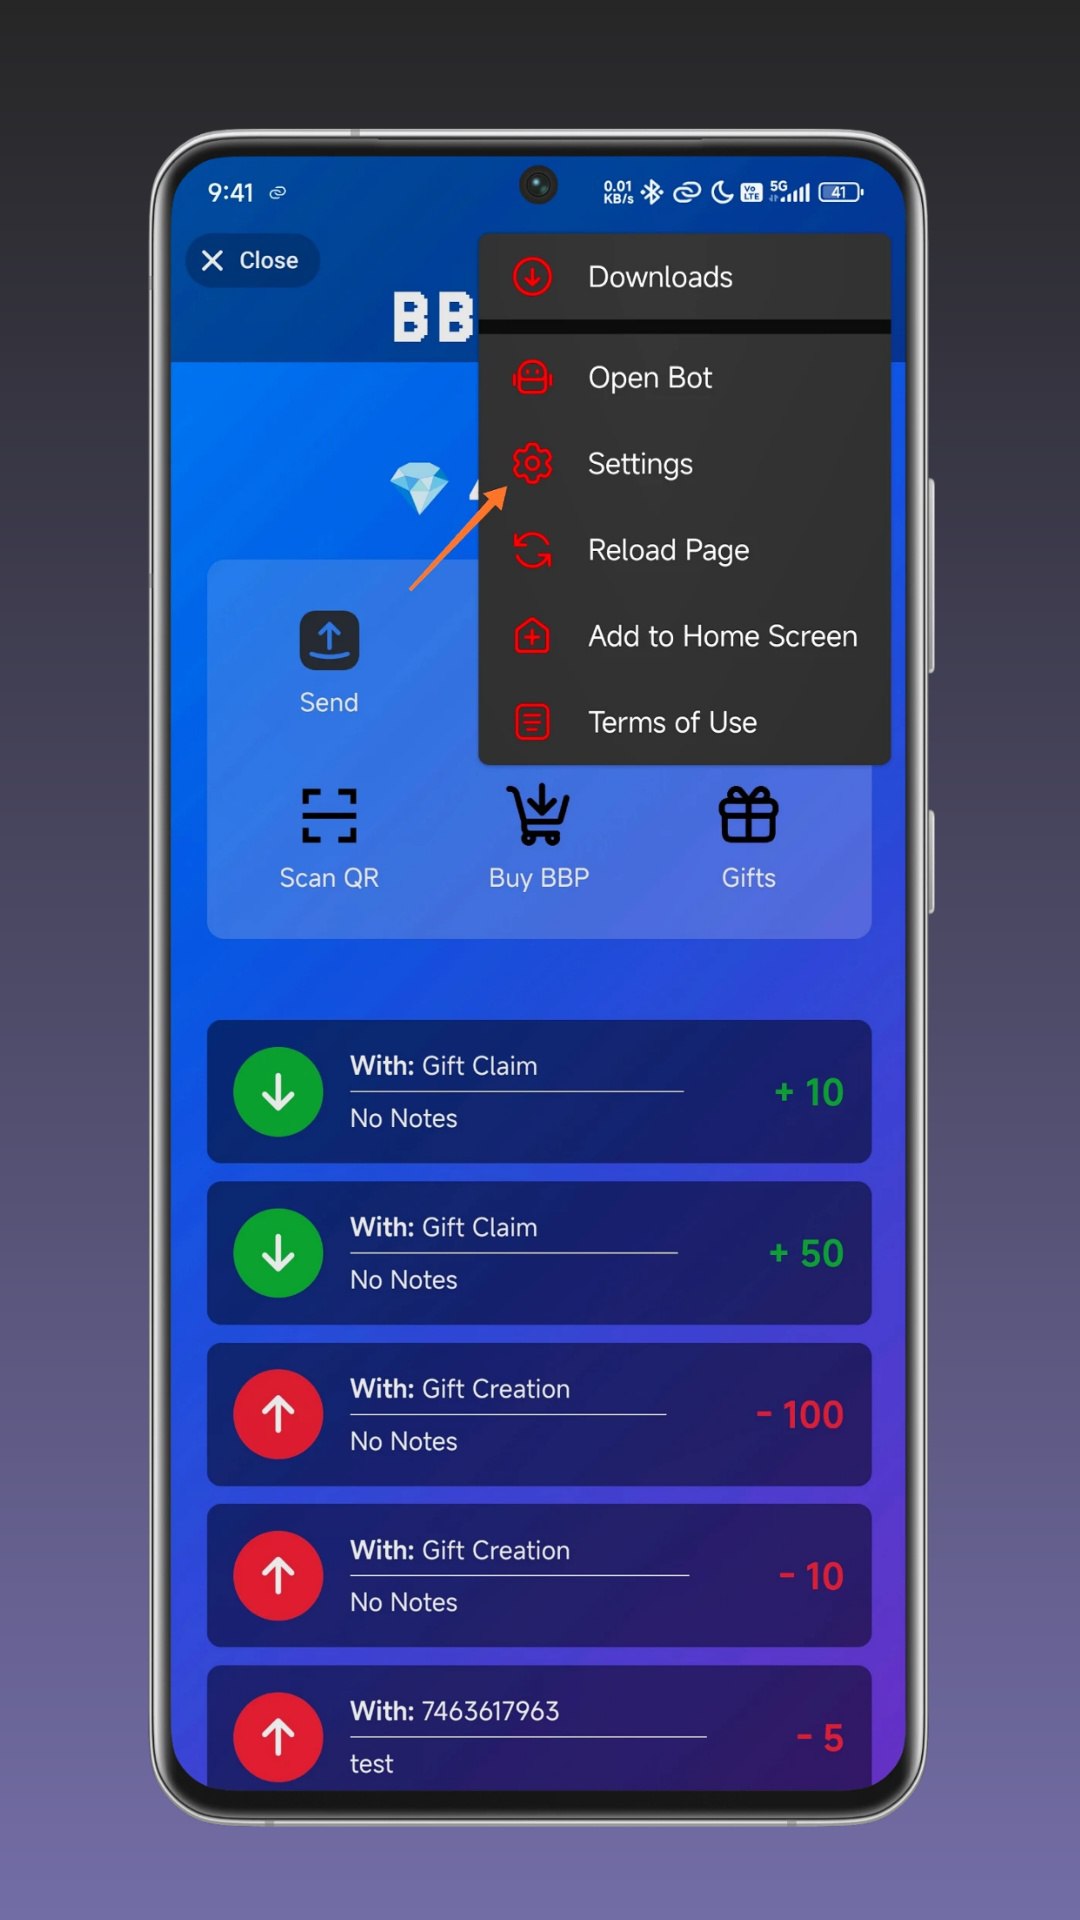 9:41
0.01
KB/s
Vo
LTE
5G
41
Close
BB
Downloads
Open Bot
Settings
Reload Page
Add to Home Screen
Terms of Use
Send
Scan QR
Buy BBP
Gifts
With: Gift Claim
No Notes
+ 10
With: Gift Claim
No Notes
+ 50
With: Gift Creation
No Notes
- 100
With: Gift Creation
No Notes
- 10
With: 7463617963
test
- 5